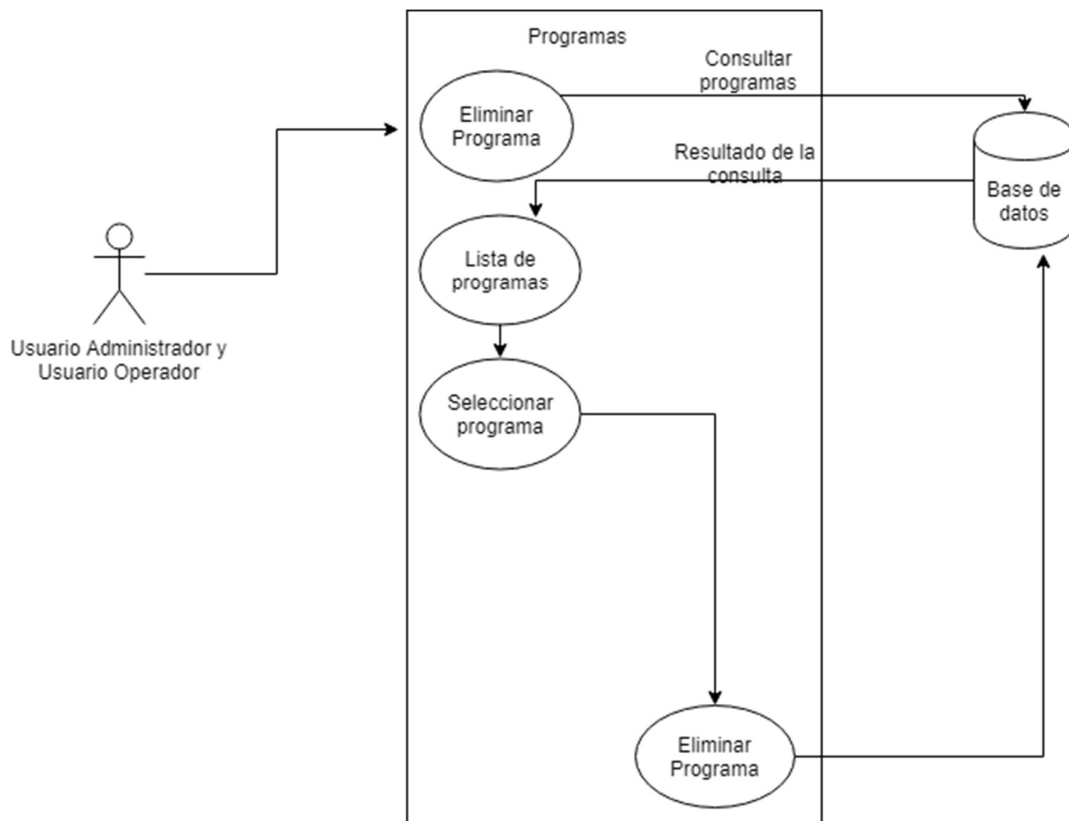 Programas
Consultar
programas
Eliminar
Programa
Resultado de la
consulta
Base de
datos
Lista de
programas
Usuario Administrador y
Usuario Operador
Seleccionar
programa
Eliminar
Programa